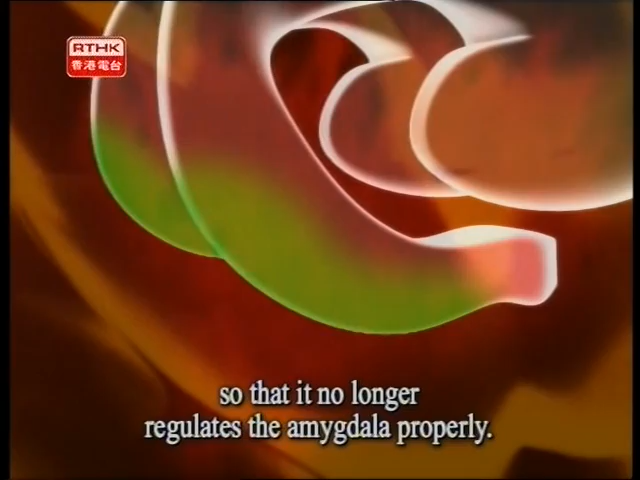 RTHK
香港電台
so that it no longer
regulates the amygdala properly.